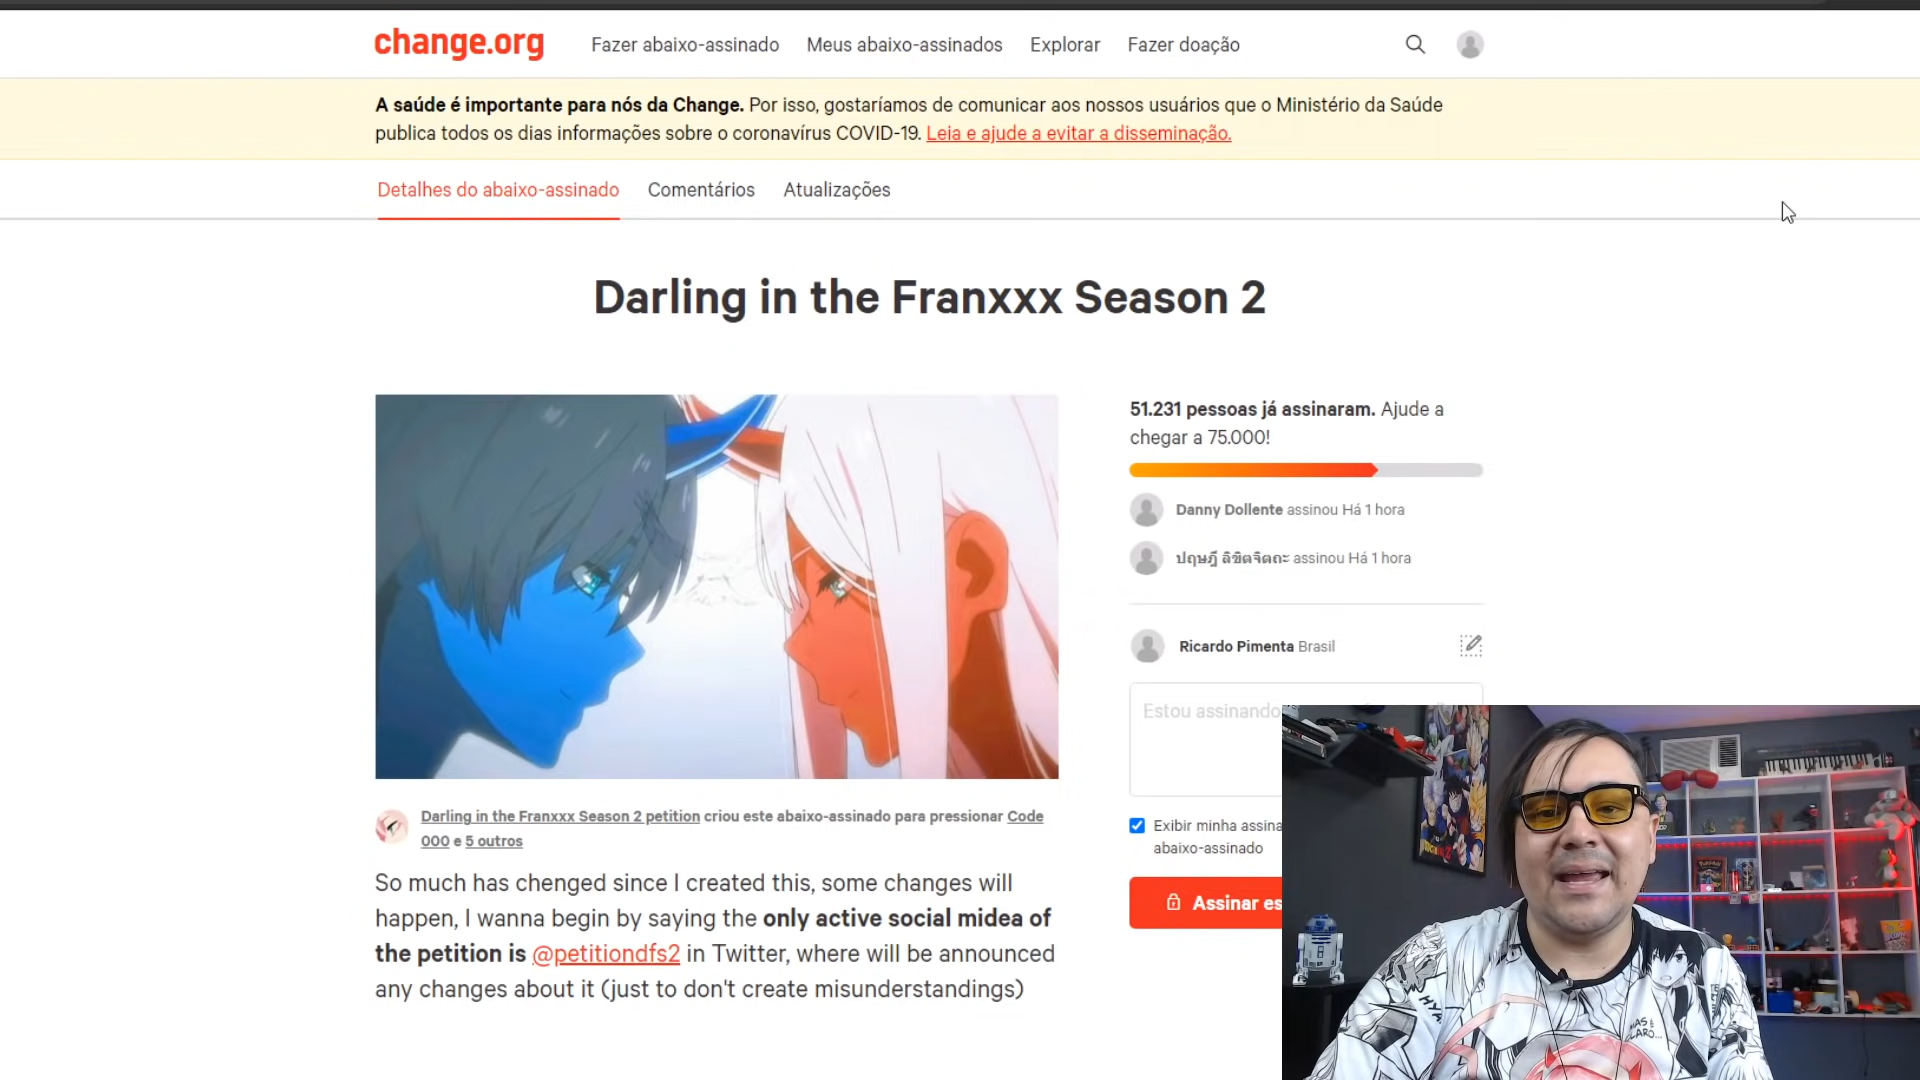 change.org
Fazer abaixo-assinado Meus abaixo-assinados Explorar Fazer doação
A saúde é importante para nós da Change. Por isso, gostaríamos de comunicar aos nossos usuários que o Ministério da Saúde
publica todos os dias informações sobre o coronavírus COVID-19. Leia e ajude a evitar a disseminação.
Detalhes do abaixo-assinado Comentários Atualizações
Darling in the Franxxx Season 2
51.231 pessoas já assinaram. Ajude a
chegar a 75.000!
Danny Dollente assinou Há 1 hora
ปฤษฎี ลิขิตจิตถะ assinou Há 1 hora
Ricardo Pimenta Brasil
Estou assinando
Exibir minha assina
abaixo-assinado
Assinar es
Darling in the Franxxx Season 2 petition criou este abaixo-assinado para pressionar Code
000 e 5 outros
So much has chenged since I created this, some changes will
happen, I wanna begin by saying the only active social midea of
the petition is @petitiondfs2 in Twitter, where will be announced
any changes about it (just to don't create misunderstandings)